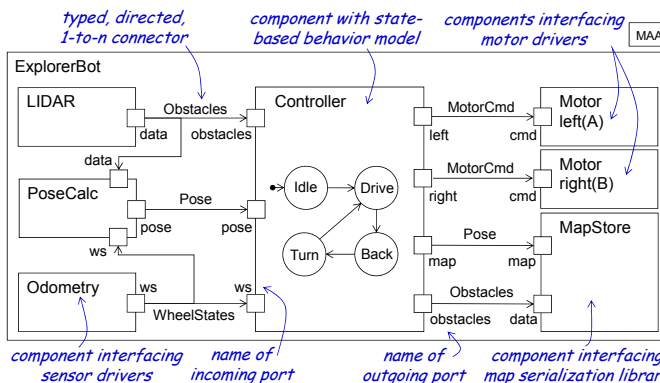 typed, directed,
1-to-n connector
component with state-
based behavior model
components interfacing
motor drivers
MAA
ExplorerBot
LIDAR
data
Obstacles
obstacles
Controller
left
MotorCmd
cmd
Motor
left(A)
data
PoseCalc
pose
Pose
pose
Idle
Drive
Turn
Back
right
MotorCmd
cmd
Motor
right(B)
ws
map
Pose
map
MapStore
Odometry
ws
WheelStates
ws
Obstacles
obstacles
data
component interfacing
sensor drivers
name of
incoming port
name of
outgoing port
component interfacing
map serialization library